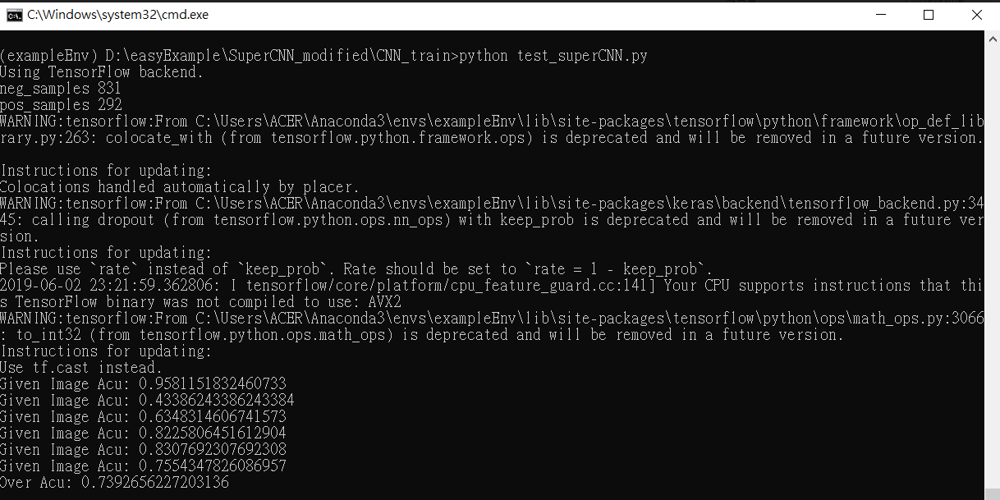 C:\Windows\system32\cmd.exe
(exampleEnv) D:\easyExample\SuperCNN_modified\CNN_train>python test_superCNN.py
Using TensorFlow backend.
neg_samples 831
pos_samples 292
WARNING:tensorflow:From C:\Users\ACER\Anaconda3\envs\exampleEnv\lib\site-packages\tensorflow\python\framework\op_def_lib
rary.py:263: colocate_with (from tensorflow.python.framework.ops) is deprecated and will be removed in a future version.
Instructions for updating:
Colocations handled automatically by placer.
WARNING:tensorflow:From C:\Users\ACER\Anaconda3\envs\exampleEnv\lib\site-packages\keras\backend\tensorflow_backend.py:34
45: calling dropout (from tensorflow.python.ops.nn_ops) with keep_prob is deprecated and will be removed in a future ver
sion.
Instructions for updating:
Please use `rate` instead of `keep_prob`. Rate should be set to `rate = 1 - keep_prob`.
2019-06-02 23:21:59.362806: I tensorflow/core/platform/cpu_feature_guard.cc:141] Your CPU supports instructions that thi
s TensorFlow binary was not compiled to use: AVX2
WARNING:tensorflow:From C:\Users\ACER\Anaconda3\envs\exampleEnv\lib\site-packages\tensorflow\python\ops\math_ops.py:3066
: to_int32 (from tensorflow.python.ops.math_ops) is deprecated and will be removed in a future version.
Instructions for updating:
Use tf.cast instead.
Given Image Acu: 0.9581151832460733
Given Image Acu: 0.43386243386243384
Given Image Acu: 0.6348314606741573
Given Image Acu: 0.8225806451612904
Given Image Acu: 0.8307692307692308
Given Image Acu: 0.7554347826086957
Over Acu: 0.7392656227203136